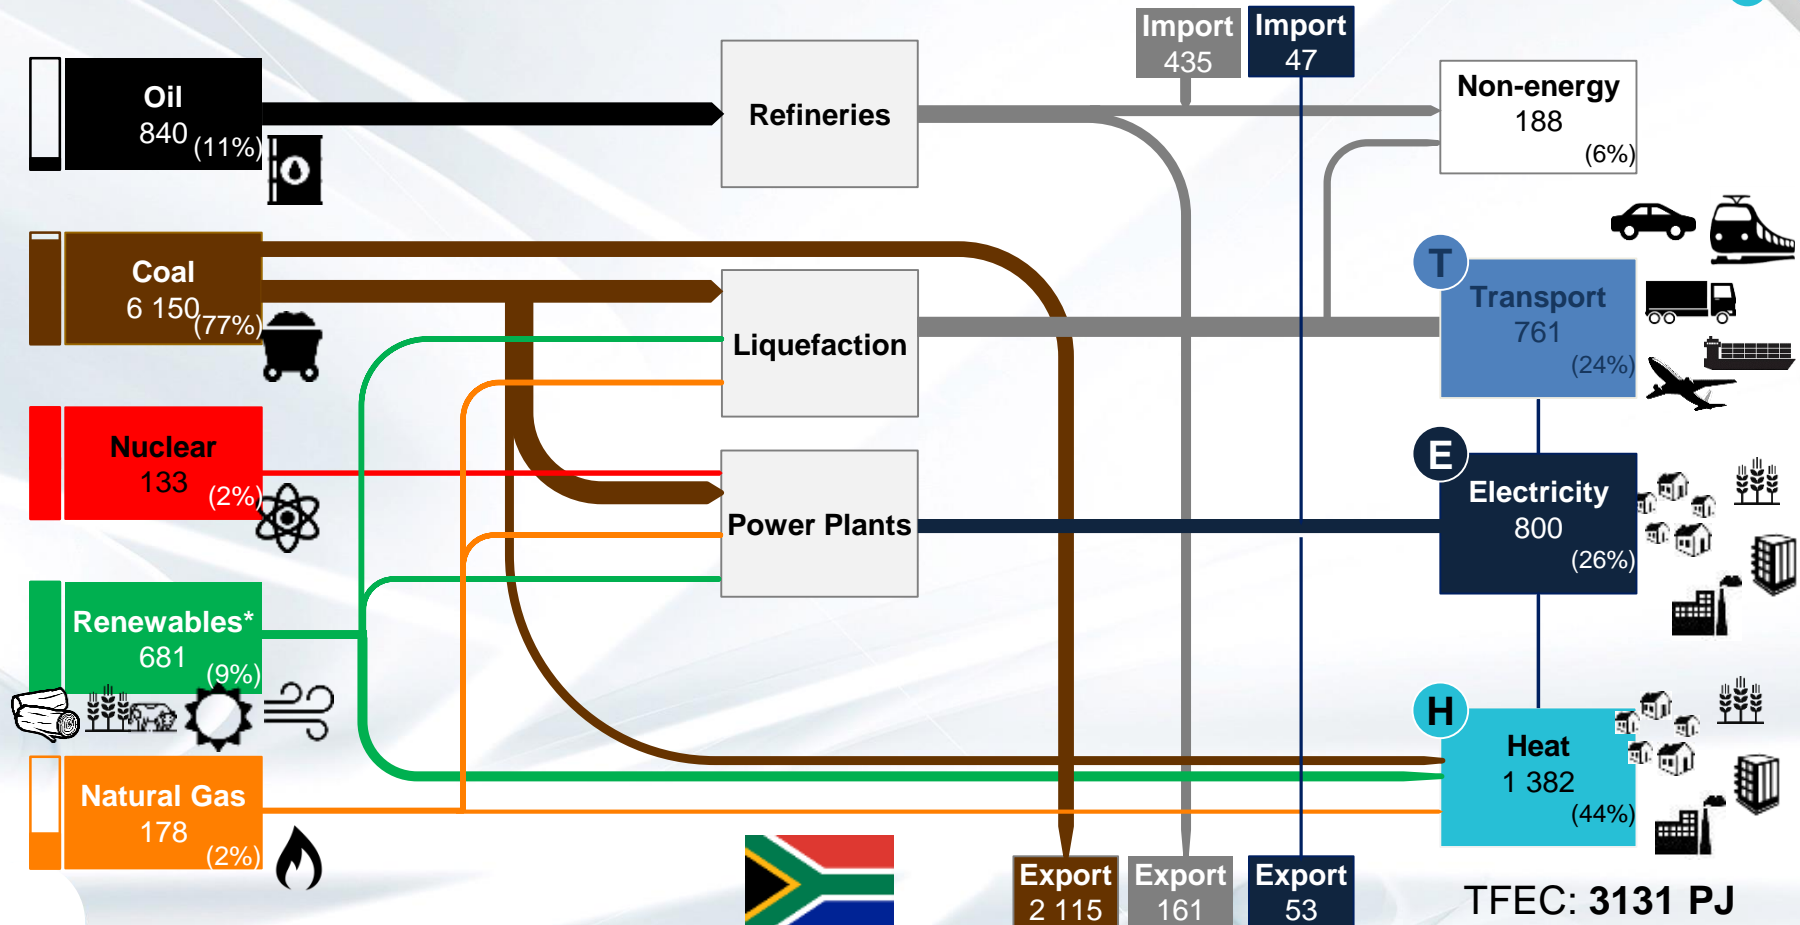 Import
435
Import
47
Oil
840
(11%)
Refineries
Non-energy
188
(6%)
Coal
6 150
(77%)
Liquefaction
T
Transport
761
(24%)
Nuclear
133
(2%)
Power Plants
E
Electricity
800
(26%)
Renewables*
681
(9%)
H
Heat
1 382
(44%)
Natural Gas
178
(2%)
Export
2 115
Export
161
Export
53
TFEC: 3131 PJ